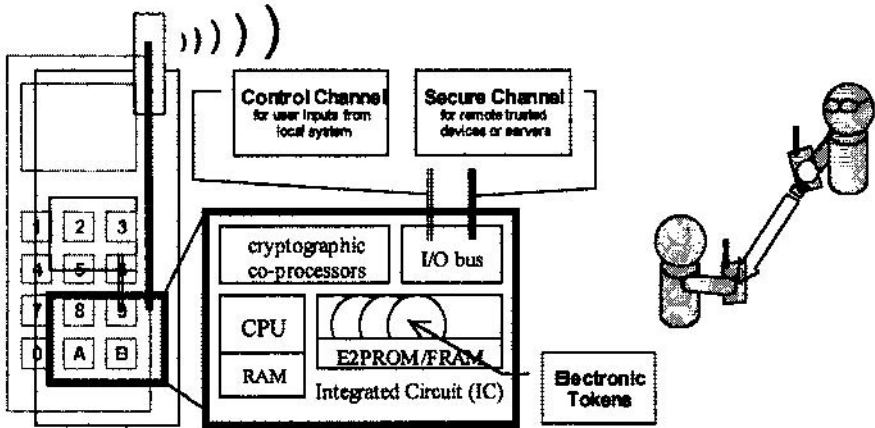 Control Channel
for user inputs from
local system
Secure Channel
for remote trusted
devices or servers
1 2 3
4 5 6
7 8 9
0 A B
cryptographic
co-processors
I/O bus
CPU
RAM
E2PROM/FRAM
Integrated Circuit (IC)
Electronic
Tokens